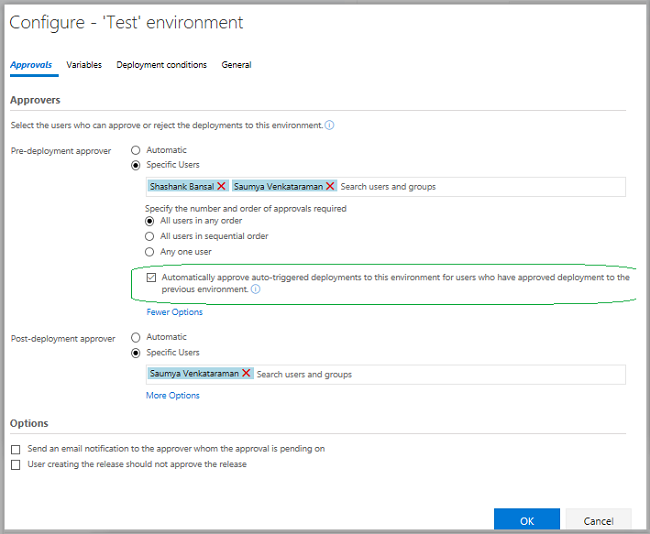 Configure - 'Test' environment
Approvals Variables Deployment conditions General
Approvers
Select the users who can approve or reject the deployments to this environment.
Pre-deployment approver
Automatic
Specific Users
Shashank Bansal Saumya Venkataraman Search users and groups
Specify the number and order of approvals required
All users in any order
All users in sequential order
Any one user
Automatically approve auto-triggered deployments to this environment for users who have approved deployment to the
previous environment.
Fewer Options
Post-deployment approver
Automatic
Specific Users
Saumya Venkataraman Search users and groups
More Options
Options
Send an email notification to the approver whom the approval is pending on
User creating the release should not approve the release
OK Cancel